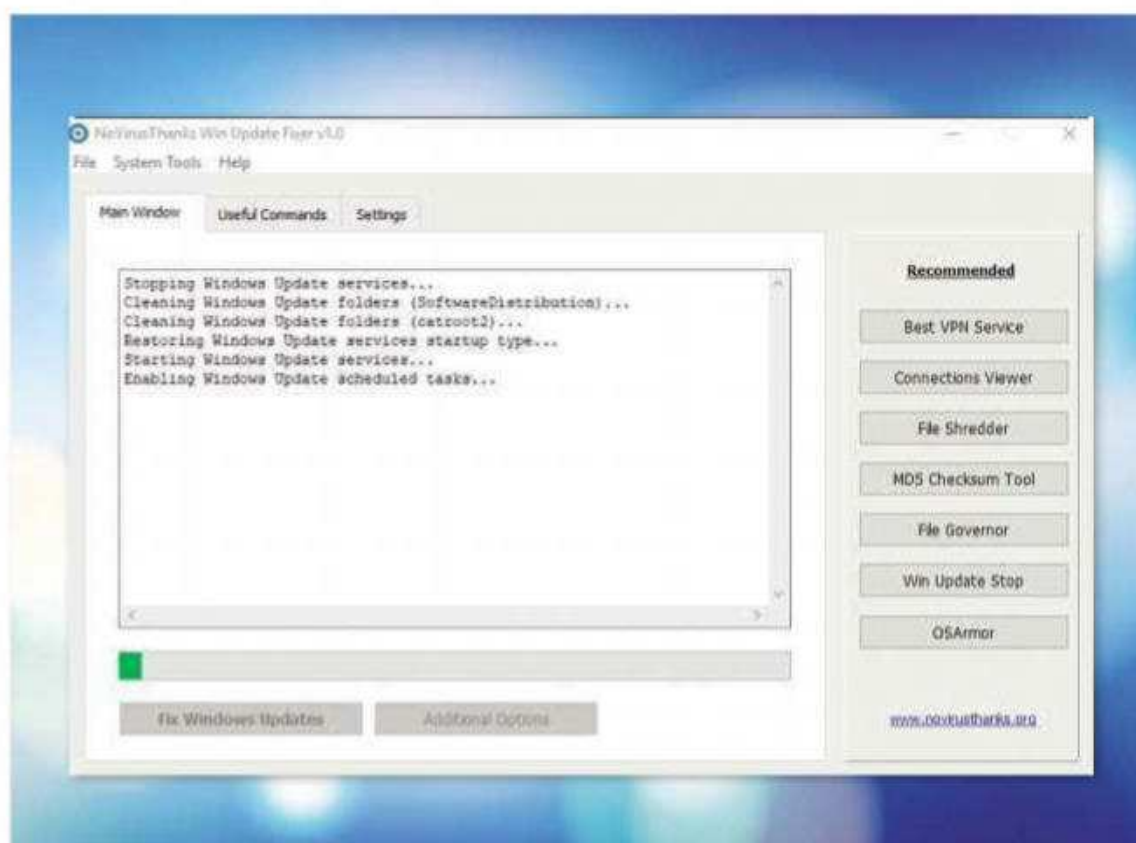 NoVirusThanks Win Update Fixer v1.0
File System Tools Help
Main Window Useful Commands Settings
Stopping Windows Update services...
Cleaning Windows Update folders (SoftwareDistribution)...
Cleaning Windows Update folders (catroot2)...
Restoring Windows Update services startup type...
Starting Windows Update services...
Enabling Windows Update scheduled tasks...
Fix Windows Updates Additional Options
Recommended
Best VPN Service
Connections Viewer
File Shredder
MD5 Checksum Tool
File Governor
Win Update Stop
OSArmor
www.novirusthanks.org